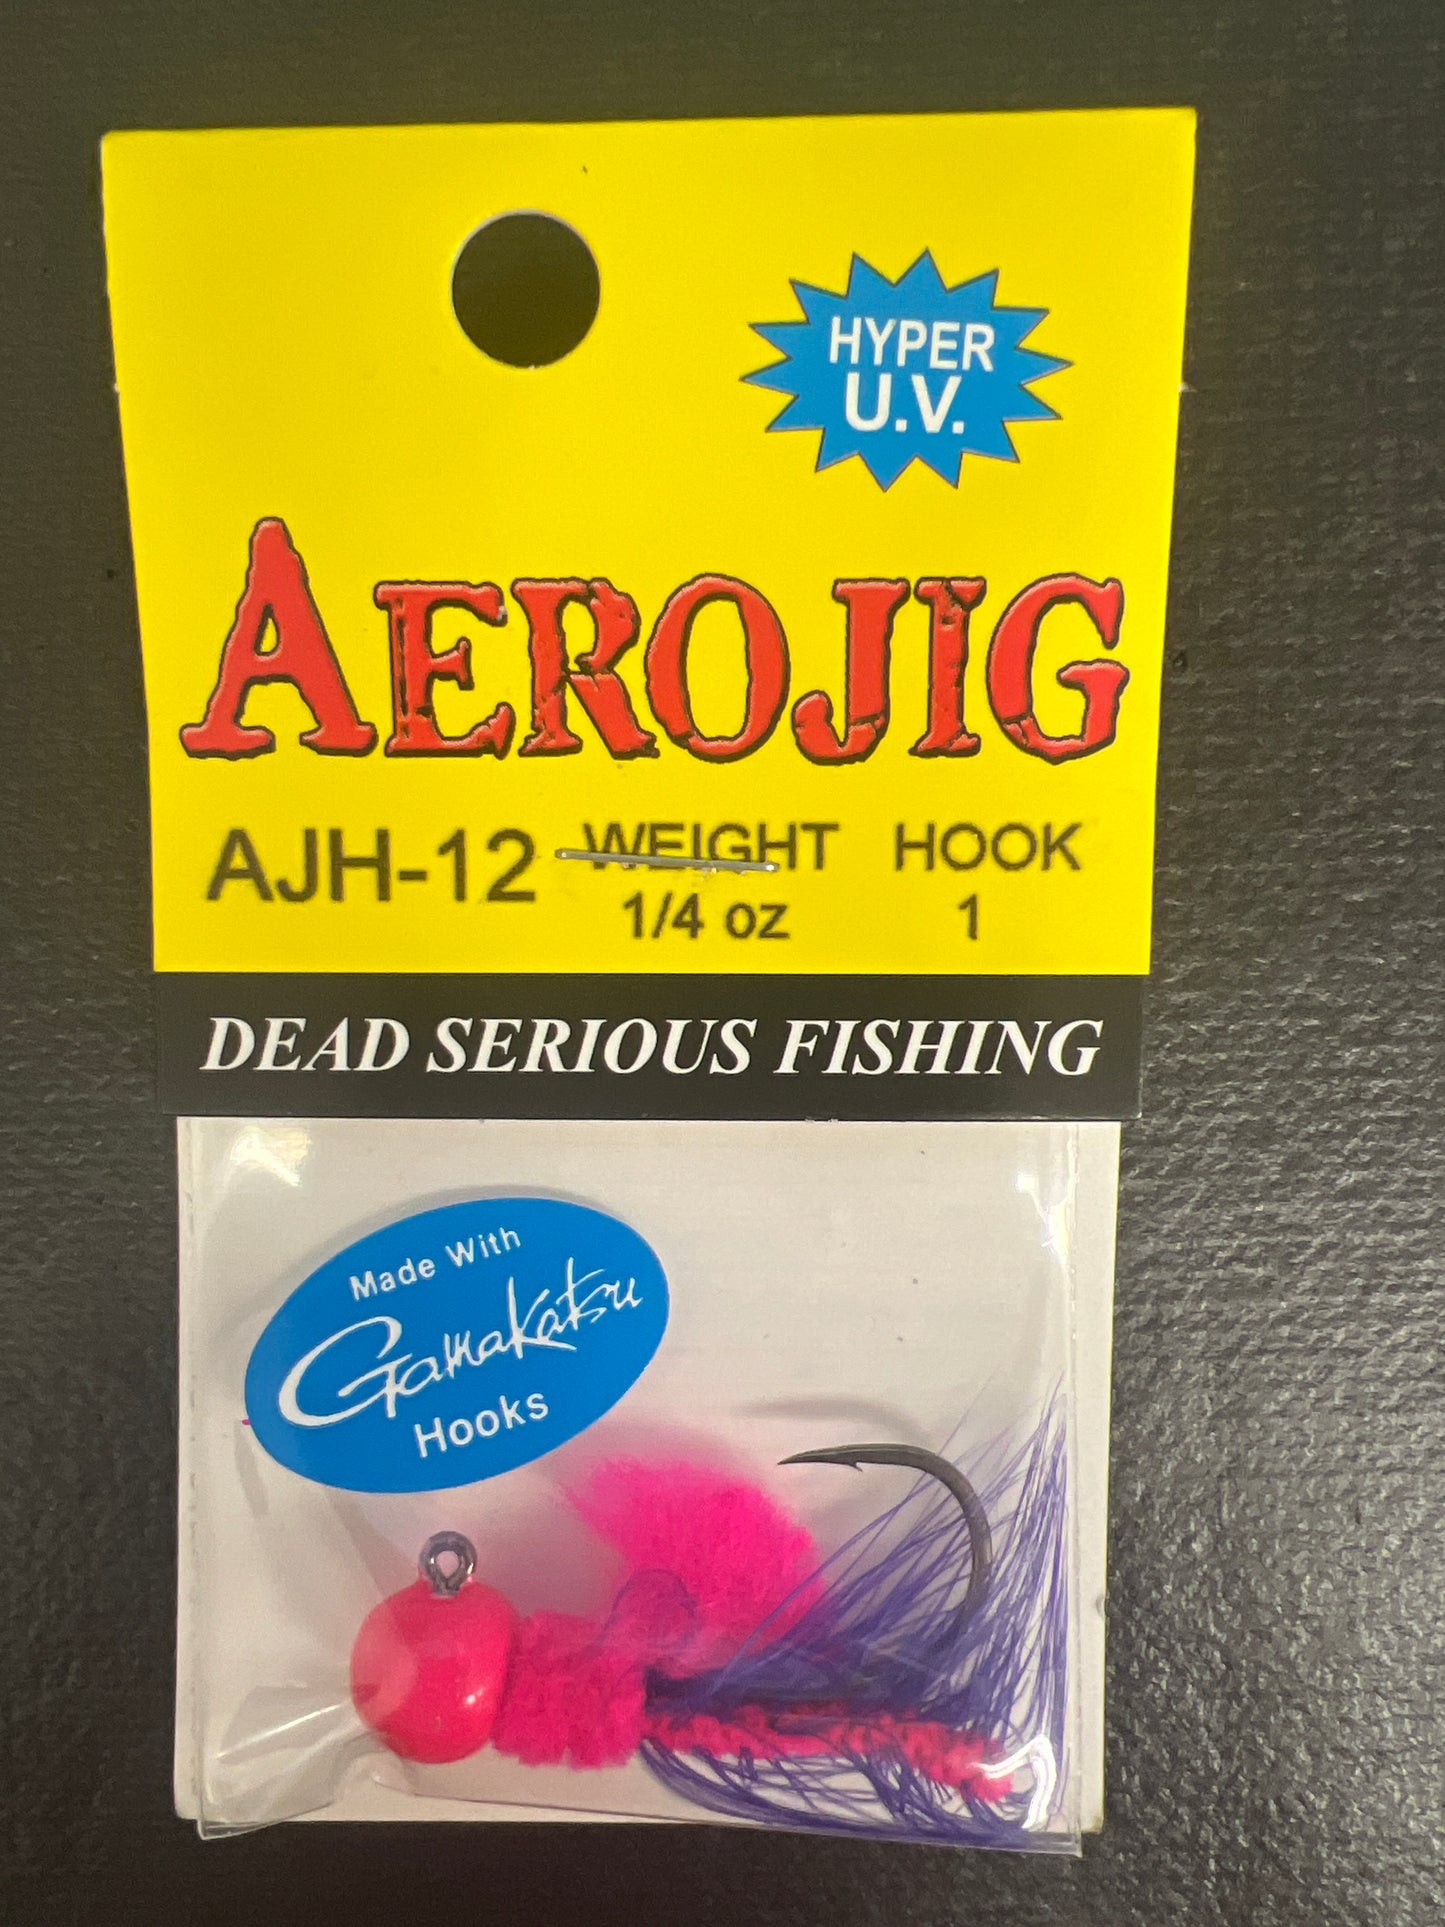 HYPER
U.V.
AEROJIG
AJH-12 WEIGHT HOOK
1/4 oz 1
DEAD SERIOUS FISHING
Made With
Gamakatsu
Hooks